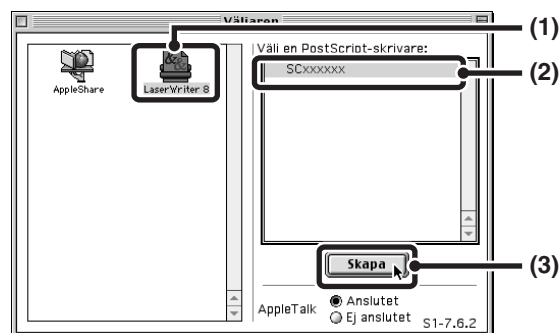 Väljaren
(1)
Välj en PostScript-skrivare:
(2)
SCxxxxxx
AppleShare
LaserWriter 8
Skapa
(3)
AppleTalk
Anslutet
Ej anslutet
S1-7.6.2